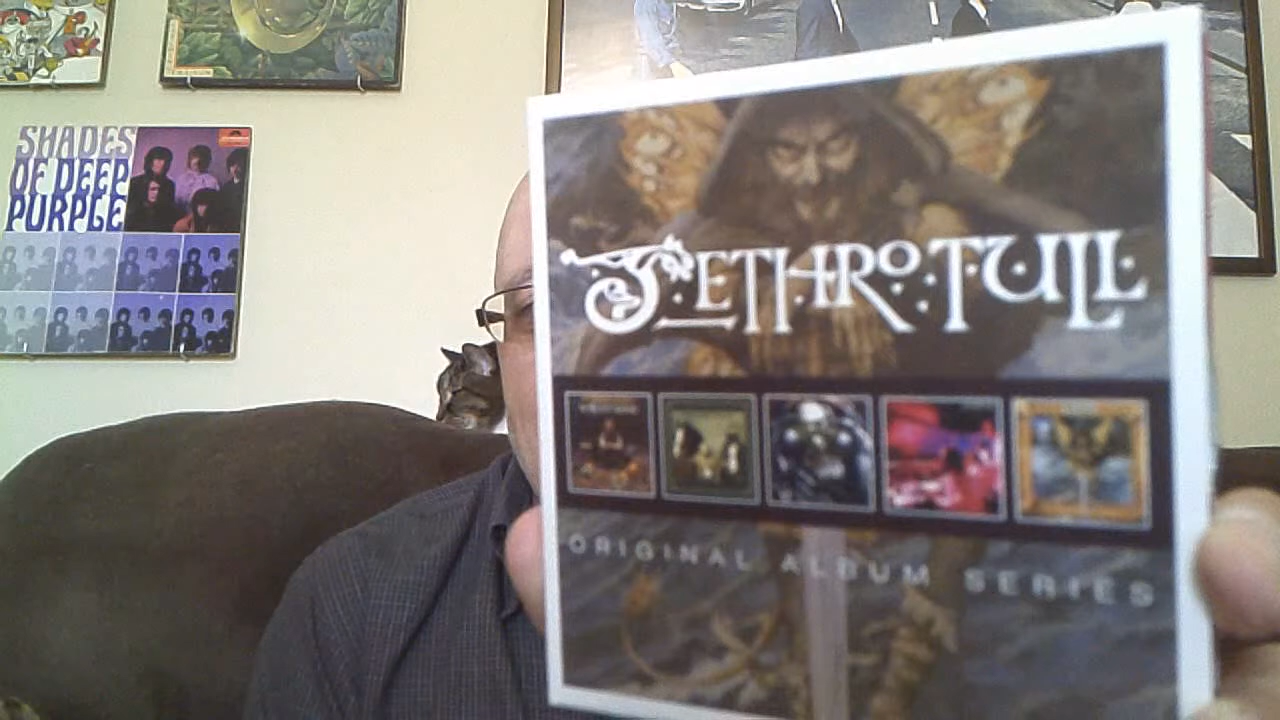 SHADES
OF DEEP
PURPLE
JETHRO TULL
ORIGINAL ALBUM SERIES